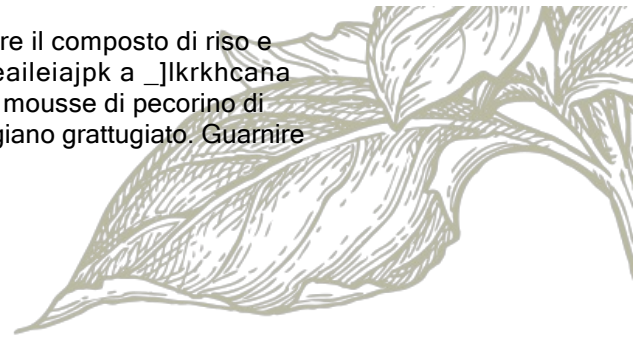 re il composto di riso e
eaileiajpk a _]lkrkhcana
mousse di pecorino di
giano grattugiato. Guarnire